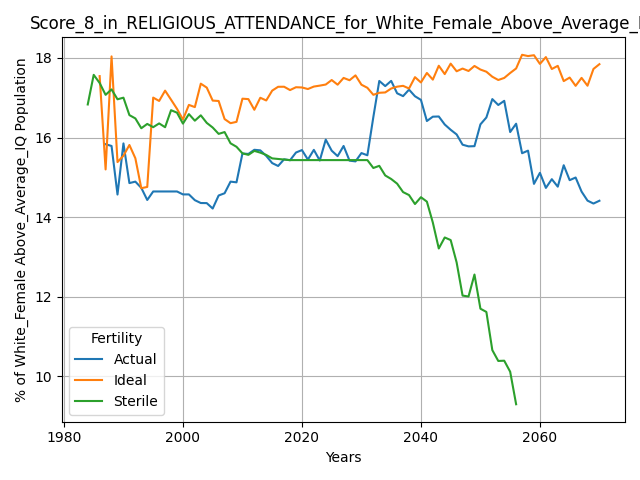 Score_8_in_RELIGIOUS_ATTENDANCE_for_White_Female_Above_Average_
% of White_Female Above_Average_IQ Population
18
16
14
12
10
Fertility
Actual
Ideal
Sterile
1980
2000
2020
2040
2060
Years